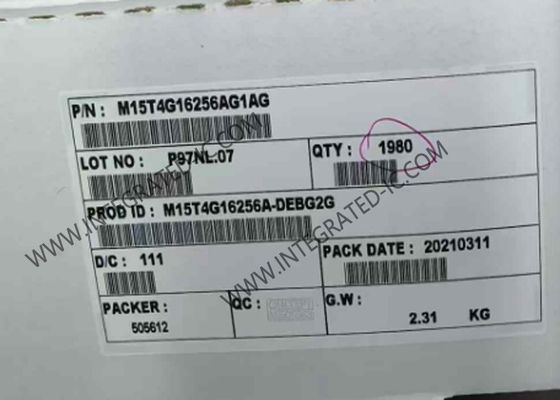 P/N : M15T4G16256AG1AG
LOT NO : P97NL.07 QTY : 1980
PROD ID : M15T4G16256A-DEBG2G
D/C : 111 PACK DATE : 20210311
PACKER : 505612 QC : G.W : 2.31 KG
WWW.INTEGRATED-IC.COM
WWW.INTEGRATED-IC.COM